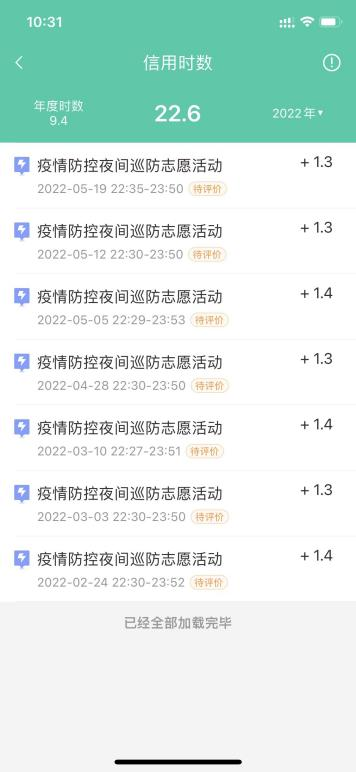 10:31
信用时数
年度时数
9.4
22.6
2022年▾
疫情防控夜间巡防志愿活动
+ 1.3
2022-05-19 22:35-23:50 待评价
疫情防控夜间巡防志愿活动
+ 1.3
2022-05-12 22:30-23:50 待评价
疫情防控夜间巡防志愿活动
+ 1.4
2022-05-05 22:29-23:53 待评价
疫情防控夜间巡防志愿活动
+ 1.3
2022-04-28 22:30-23:50 待评价
疫情防控夜间巡防志愿活动
+ 1.4
2022-03-10 22:27-23:51 待评价
疫情防控夜间巡防志愿活动
+ 1.3
2022-03-03 22:30-23:50 待评价
疫情防控夜间巡防志愿活动
+ 1.4
2022-02-24 22:30-23:52 待评价
已经全部加载完毕